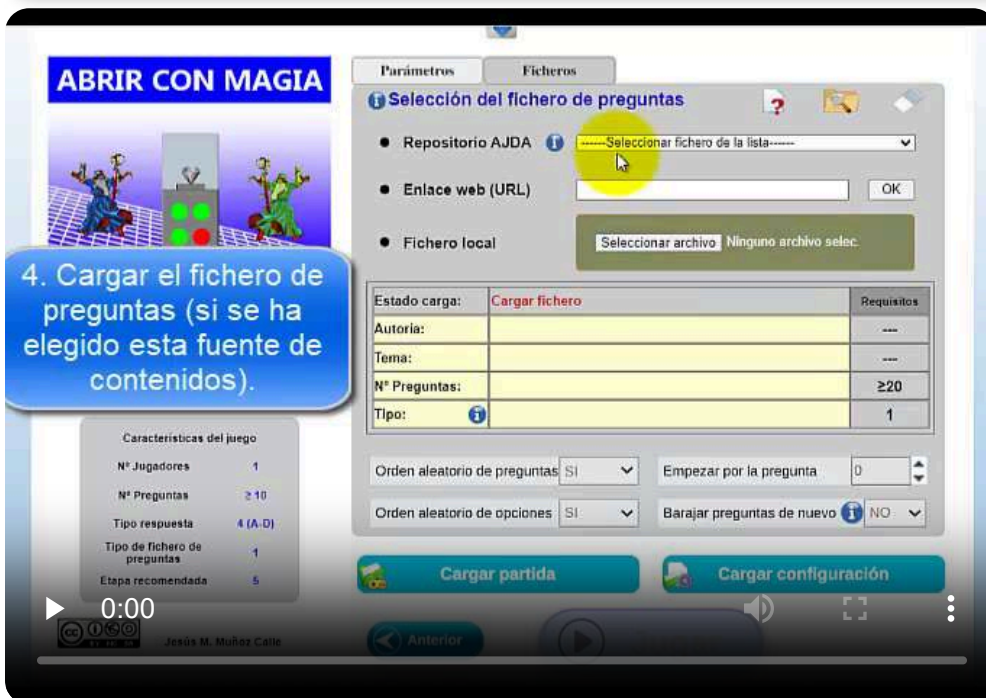 ABRIR CON MAGIA
Parámetros Ficheros
Selección del fichero de preguntas
Repositorio AJDA ------Seleccionar fichero de la lista------
Enlace web (URL) OK
Fichero local Seleccionar archivo Ninguno archivo selec.
4. Cargar el fichero de
preguntas (si se ha
elegido esta fuente de
contenidos).
Estado carga: Cargar fichero Requisitos
Autoría: ---
Tema: ---
Nº Preguntas: ≥20
Tipo: 1
Características del juego
Nº Jugadores 1
Nº Preguntas ≥ 10
Tipo respuesta 4 (A-D)
Tipo de fichero de
preguntas 1
Etapa recomendada 5
Orden aleatorio de preguntas SI Empezar por la pregunta 0
Orden aleatorio de opciones SI Barajar preguntas de nuevo NO
Cargar partida Cargar configuración
0:00
cc Jesús M. Muñoz Calle
Anterior